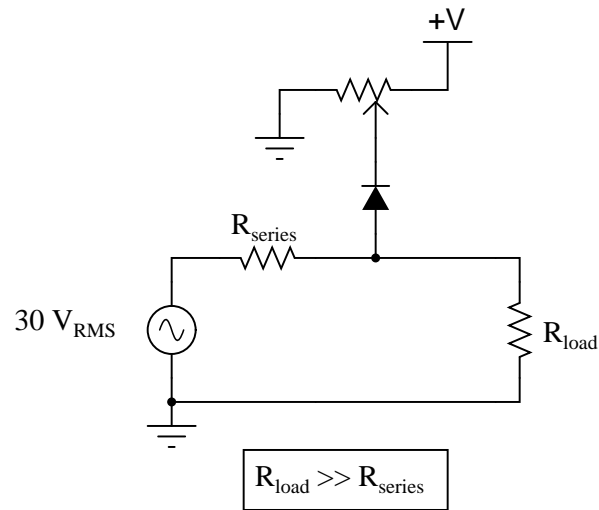 +V
R_series
30 V_RMS
R_load
R_load >> R_series